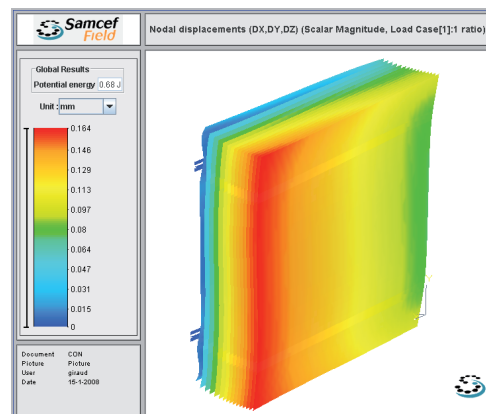 Samcef
Field
Nodal displacements (DX,DY,DZ) (Scalar Magnitude, Load Case[1]:1 ratio)
Global Results
Potential energy 0.68 J
Unit : mm
0.164
0.146
0.129
0.113
0.097
0.08
0.064
0.047
0.031
0.015
0
Document CON
Picture Picture
User giraud
Date 15-1-2008